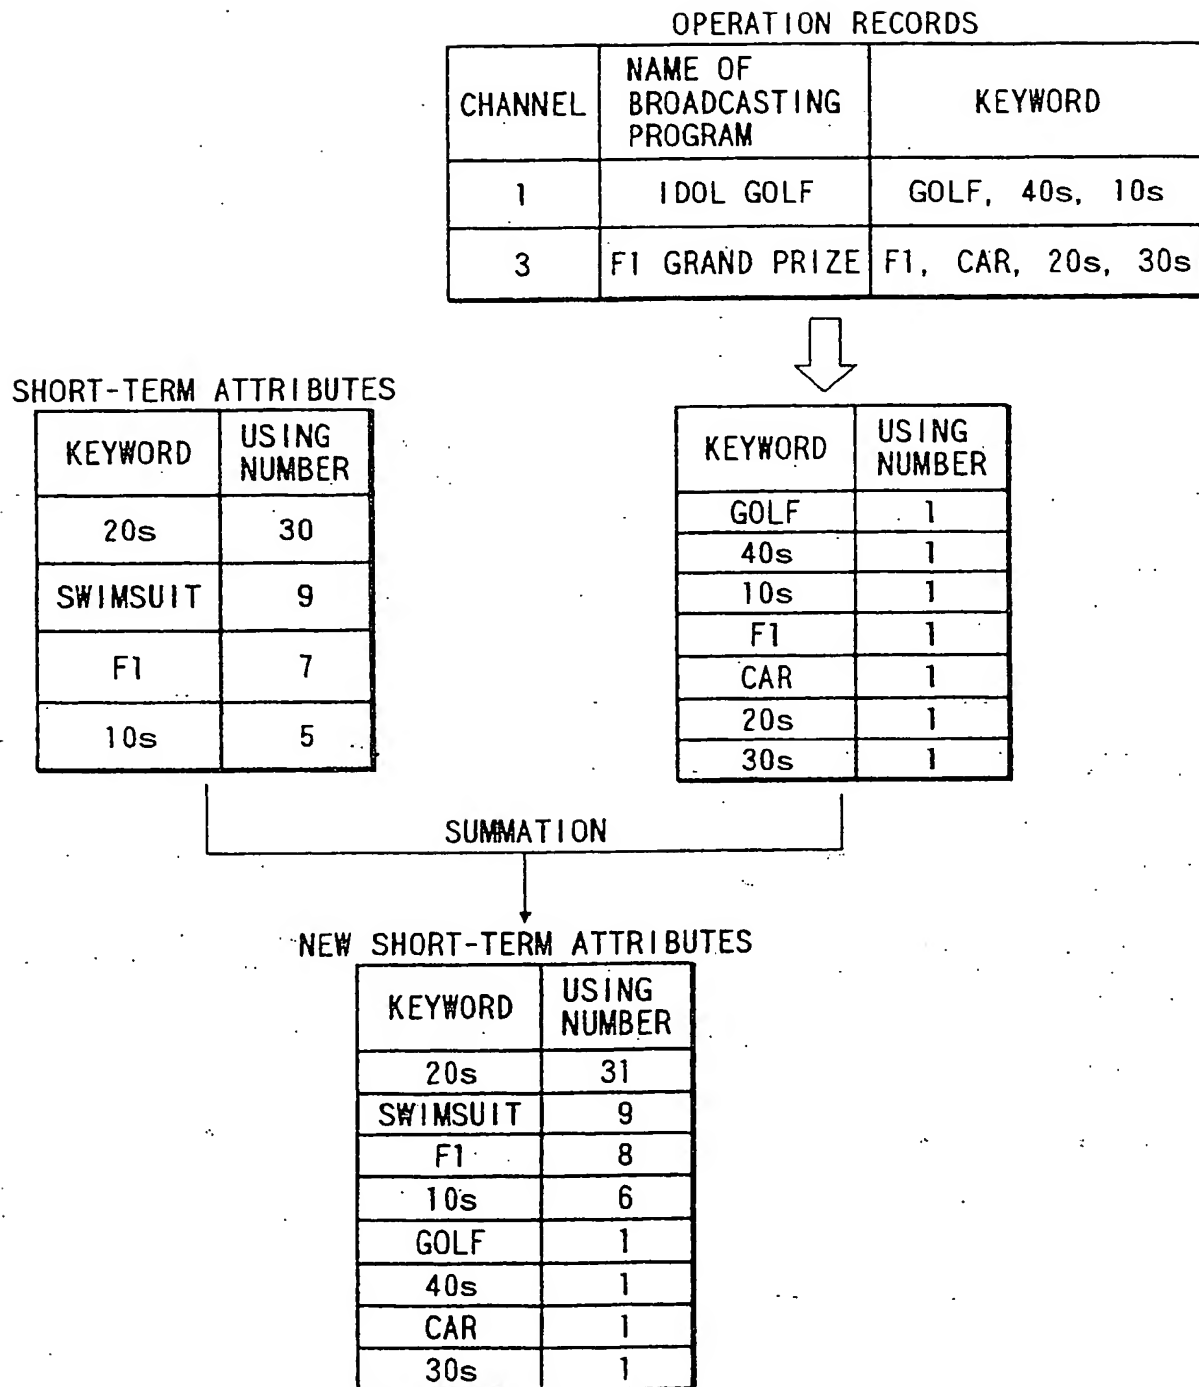 OPERATION RECORDS
CHANNEL NAME OF BROADCASTING PROGRAM KEYWORD
1 IDOL GOLF GOLF, 40s, 10s
3 F1 GRAND PRIZE F1, CAR, 20s, 30s
SHORT-TERM ATTRIBUTES
KEYWORD USING NUMBER
20s 30
SWIMSUIT 9
F1 7
10s 5
KEYWORD USING NUMBER
GOLF 1
40s 1
10s 1
F1 1
CAR 1
20s 1
30s 1
SUMMATION
NEW SHORT-TERM ATTRIBUTES
KEYWORD USING NUMBER
20s 31
SWIMSUIT 9
F1 8
10s 6
GOLF 1
40s 1
CAR 1
30s 1